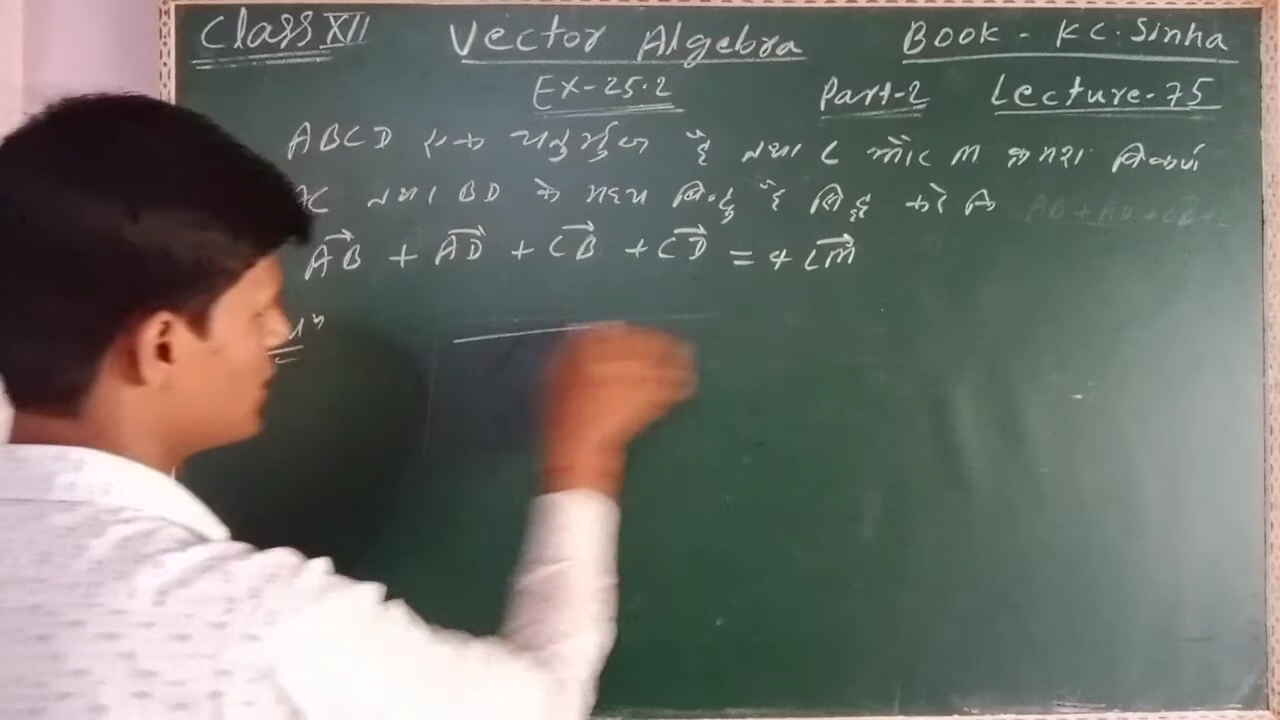 Class XII Vector Algebra Book - KC. Sinha
EX-25.2 Part-2 Lecture-75
ABCD एक चतुर्भुज है तथा L और M क्रमशः विकर्ण
AC तथा BD के मध्य बिन्दु है सिद्ध करें कि
AB + AD + CB + CD = 4 LM